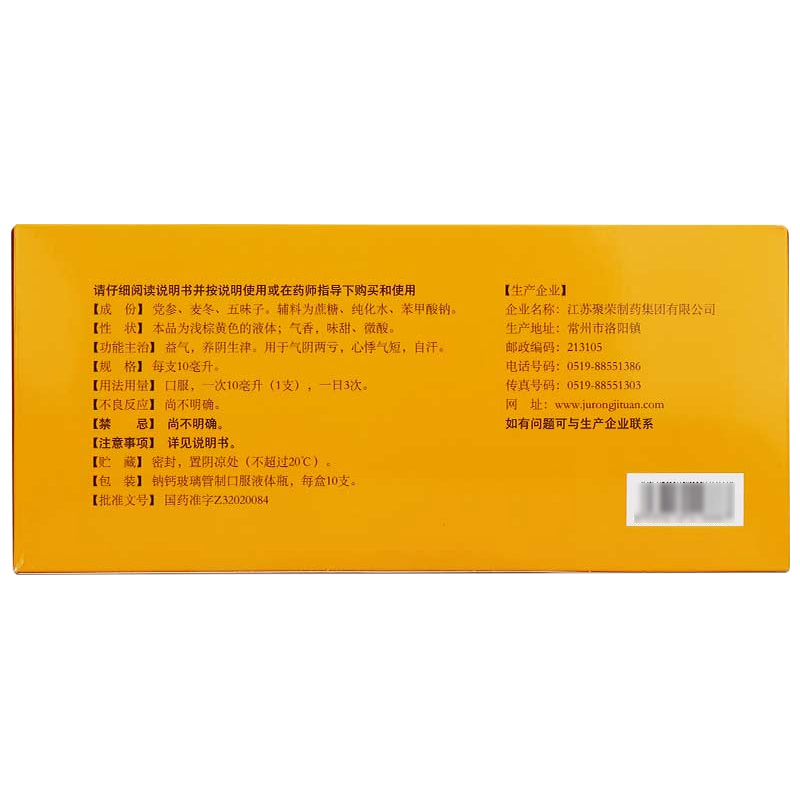 请仔细阅读说明书并按说明使用或在药师指导下购买和使用
【成 份】党参、麦冬、五味子。辅料为蔗糖、纯化水、苯甲酸钠。
【性 状】本品为浅棕黄色的液体；气香，味甜、微酸。
【功能主治】益气，养阴生津。用于气阴两亏，心悸气短，自汗。
【规 格】每支10毫升。
【用法用量】口服，一次10毫升（1支），一日3次。
【不良反应】尚不明确。
【禁 忌】尚不明确。
【注意事项】详见说明书。
【贮 藏】密封，置阴凉处（不超过20℃）。
【包 装】钠钙玻璃管制口服液体瓶，每盒10支。
【批准文号】国药准字Z32020084
【生产企业】
企业名称：江苏聚荣制药集团有限公司
生产地址：常州市洛阳镇
邮政编码：213105
电话号码：0519-88551386
传真号码：0519-88551303
网 址：www.jurongjituan.com
如有问题可与生产企业联系